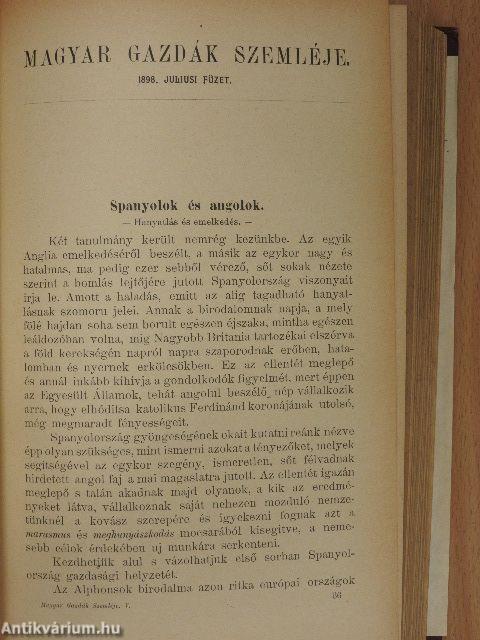 MAGYAR GAZDÁK SZEMLÉJE.
1898. JULIUSI FÜZET.
Spanyolok és angolok.
— Hanyatlás és emelkedés. —
Két tanulmány került nemrég kezünkbe. Az egyik
Anglia emelkedéséről beszélt, a másik az egykor nagy és
hatalmas, ma pedig ezer sebből vérező, sőt sokak nézete
szerint a bomlás lejtőjére jutott Spanyolország viszonyait
irja le. Amott a haladás, emitt az alig tagadható hanyat-
lásnak szomoru jelei. Annak a birodalomnak napja, a mely
fölé hajdan soha sem borult egészen éjszaka, mintha egészen
leáldozóban volna, mig Nagyobb Britania tartozékai elszórva
a föld kerekségén napról napra szaporodnak erőben, hata-
lomban és nyernek erkölcsökben. Ez az ellentét meglepő
és annál inkább kihivja a gondolkodók figyelmét, mert éppen
az Egyesült Államok, tehát angolul beszélő nép vállalkozik
arra, hogy elhóditsa katolikus Ferdinánd koronájának utolsó,
még megmaradt fényességeit.
Spanyolország gyöngeségének okait kutatni reánk nézve
épp olyan szükséges, mint ismerni azokat a tényezőket, melyek
segitségével az egykor szegény, ismeretlen, sőt félvadnak
hirdetett angol faj a mai magaslatra jutott. Az ellentét igazán
meglepő s talán akadnak majd olyanok, a kik az eredmé-
nyeket látva, vállalkoznak saját nehezen mozduló nemze-
tünknél a kovász szerepére és igyekezni fognak azt a
marasmus és meghunyászkodás mocsarából kisegitve, a neme-
sebb célok érdekében uj munkára serkenteni.
Kezdhetjük alul s vázolhatjuk első sorban Spanyol-
ország gazdasági helyzetét.
Az Alphonsok birodalma azon ritka európai országok
Magyar Gazdák Szemléje. V.
36
Antikvárium.hu